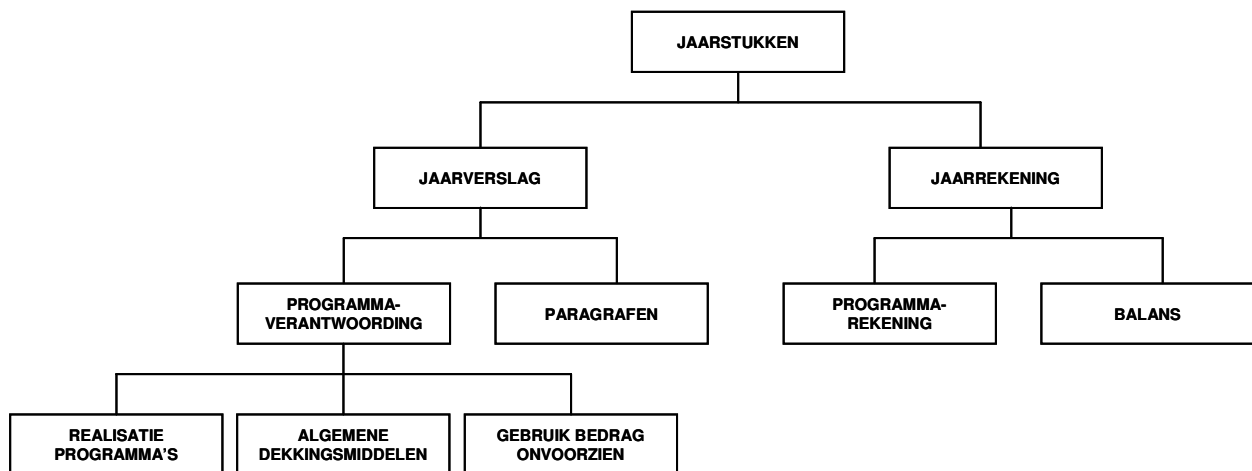 JAARSTUKKEN
JAARVERSLAG
JAARREKENING
PROGRAMMA-
VERANTWOORDING
PARAGRAFEN
PROGRAMMA-
REKENING
BALANS
REALISATIE
PROGRAMMA'S
ALGEMENE
DEKKINGSMIDDELEN
GEBRUIK BEDRAG
ONVOORZIEN